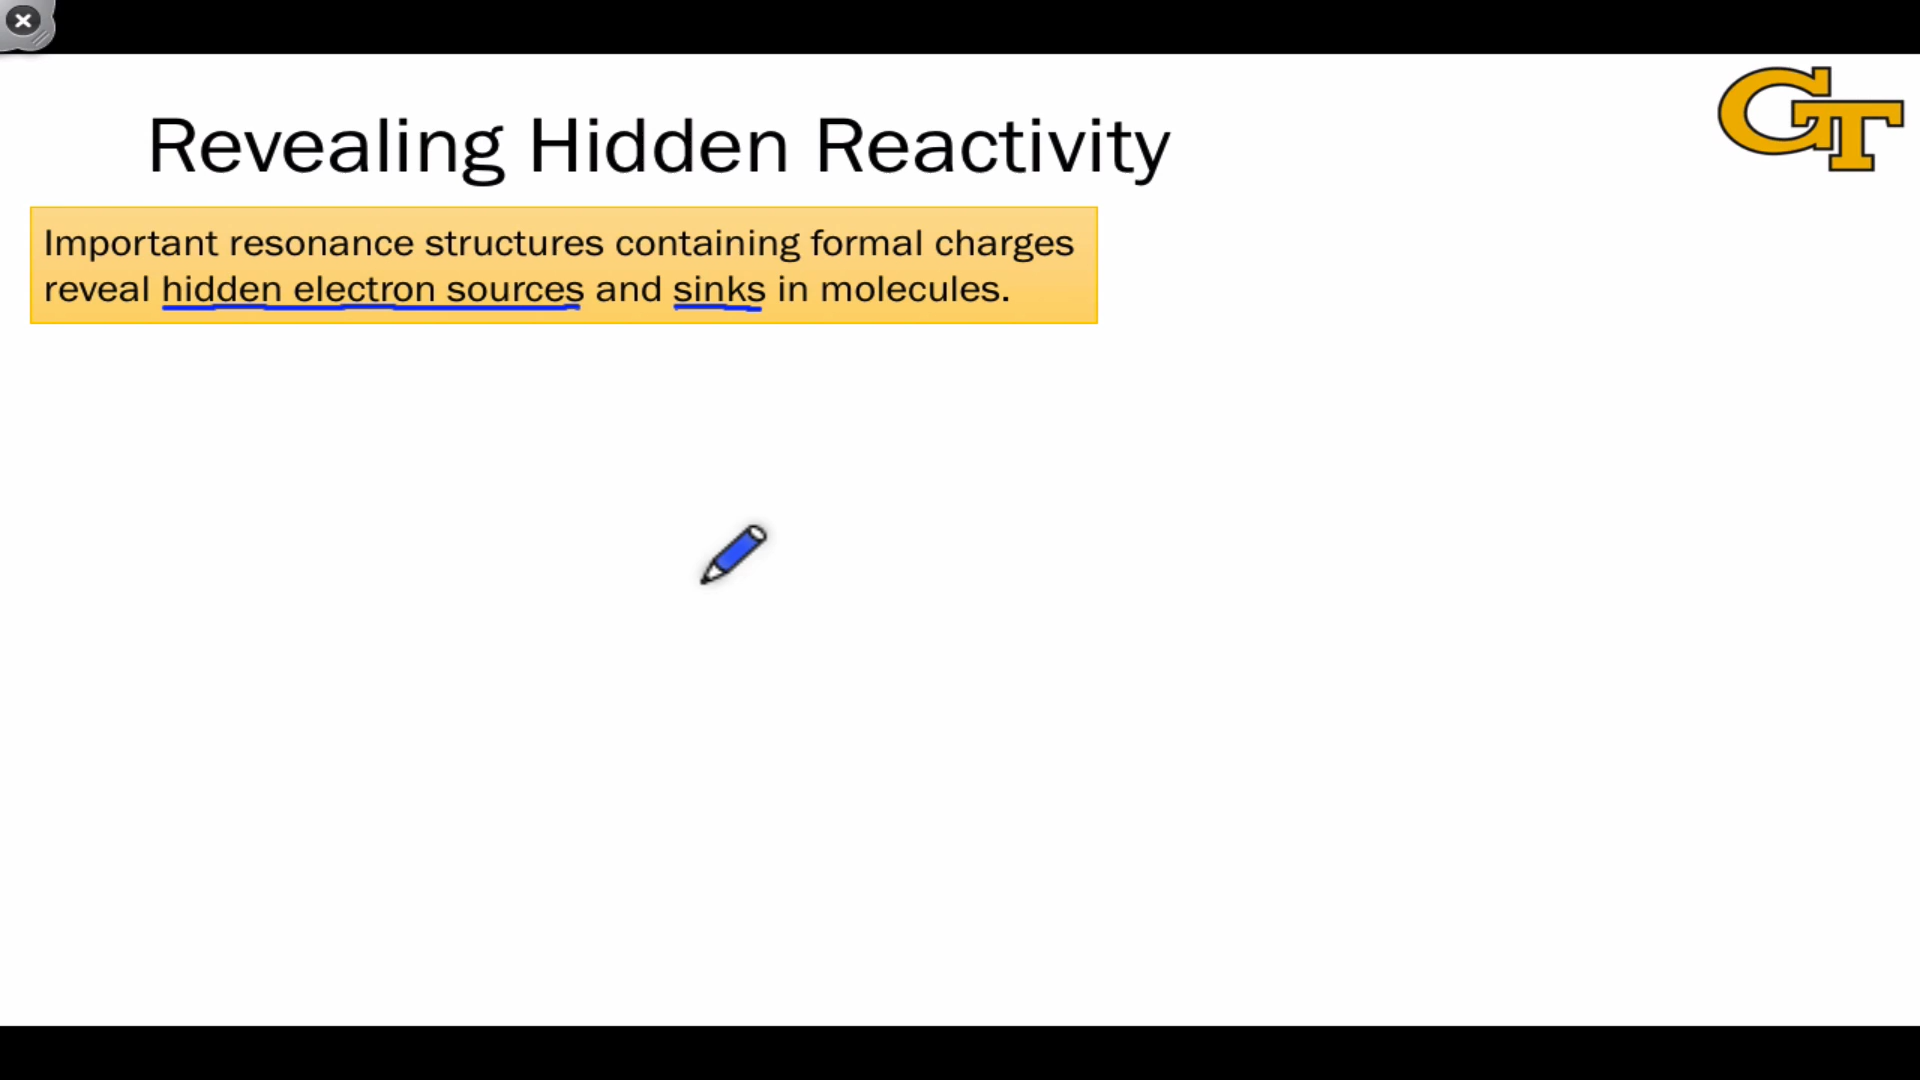 GT
Revealing Hidden Reactivity
Important resonance structures containing formal charges
reveal hidden electron sources and sinks in molecules.